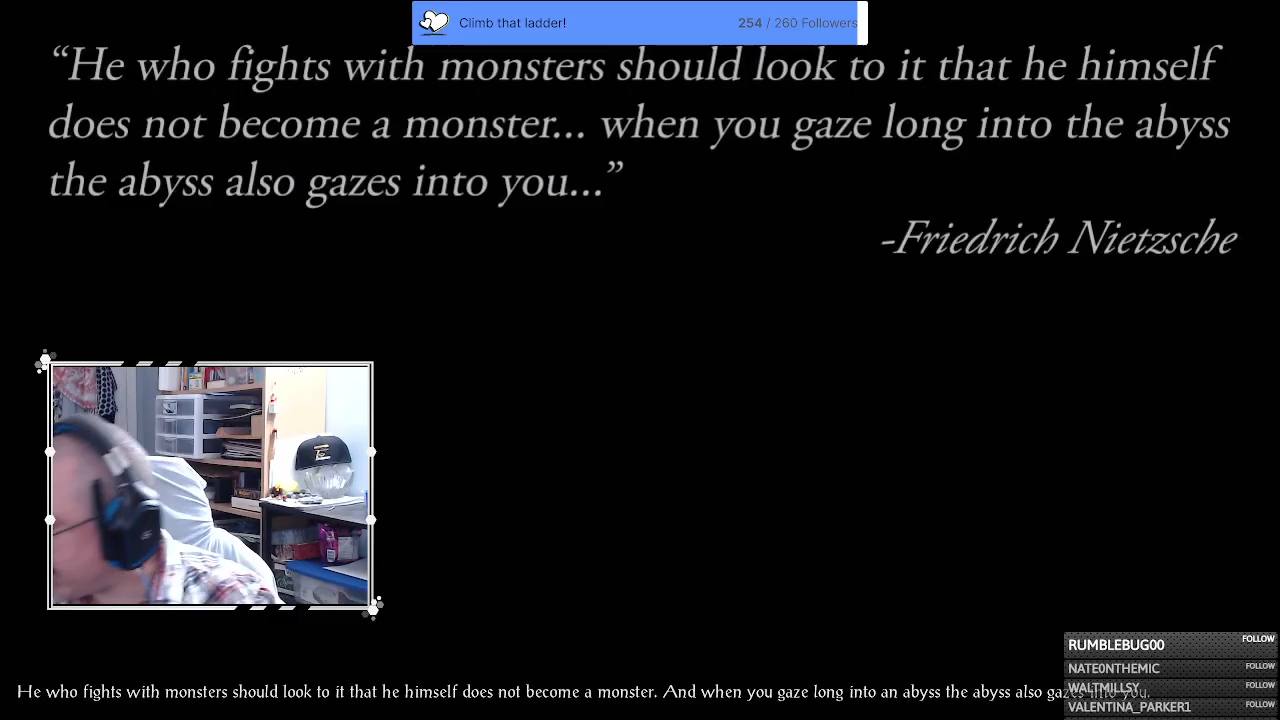 Climb that ladder! 254 / 260 Followers
“He who fights with monsters should look to it that he himself
does not become a monster... when you gaze long into the abyss
the abyss also gazes into you...”
-Friedrich Nietzsche
RUMBLEBUG00 FOLLOW
NATE0NTHEMIC FOLLOW
WALTMILLSY FOLLOW
He who fights with monsters should look to it that he himself does not become a monster. And when you gaze long into an abyss the abyss also gazes into you.
VALENTINA_PARKER1 FOLLOW